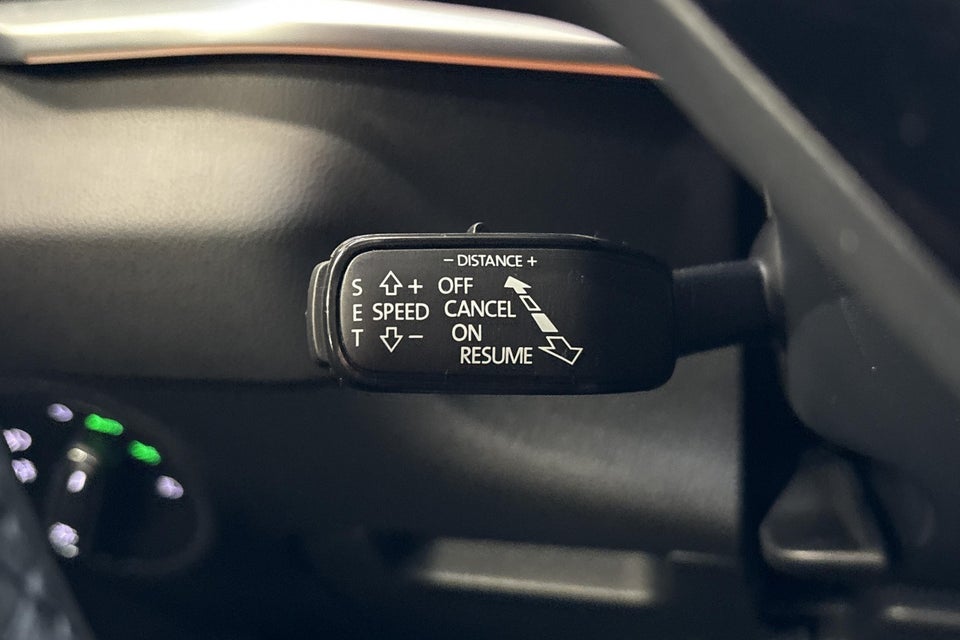 − DISTANCE +
S + OFF
E SPEED CANCEL
T − ON
RESUME